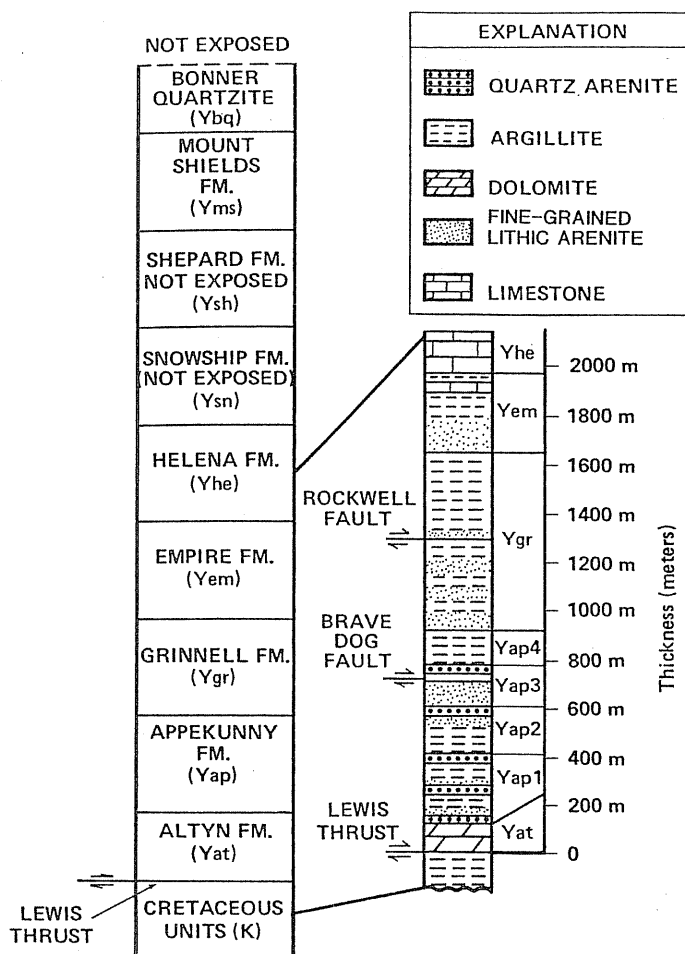 NOT EXPOSED
BONNER
QUARTZITE
(Ybq)
MOUNT
SHIELDS
FM.
(Yms)
SHEPARD FM.
NOT EXPOSED
(Ysh)
SNOWSHIP FM.
(NOT EXPOSED)
(Ysn)
HELENA FM.
(Yhe)
EMPIRE FM.
(Yem)
GRINNELL FM.
(Ygr)
APPEKUNNY
FM.
(Yap)
ALTYN FM.
(Yat)
LEWIS
THRUST
CRETACEOUS
UNITS (K)
EXPLANATION
QUARTZ ARENITE
ARGILLITE
DOLOMITE
FINE-GRAINED
LITHIC ARENITE
LIMESTONE
ROCKWELL
FAULT
BRAVE
DOG
FAULT
LEWIS
THRUST
Yhe
Yem
Ygr
Yap4
Yap3
Yap2
Yap1
Yat
2000 m
1800 m
1600 m
1400 m
1200 m
1000 m
800 m
600 m
400 m
200 m
0
Thickness (meters)